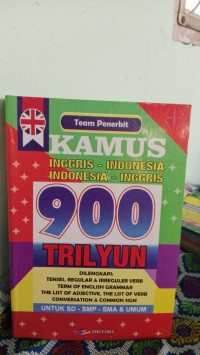 Team Penerbit
KAMUS
INGGRIS - INDONESIA
INDONESIA - INGGRIS
900
TRILYUN
DILENGKAPI,
TENSES, REGULAR & IRREGULER VERB
TERM OF ENGLISH GRAMMAR
THE LIST OF ADJECTIVE, THE LIST OF VERB
CONVERSATION & COMMON SIGN
UNTUK SD - SMP - SMA & UMUM